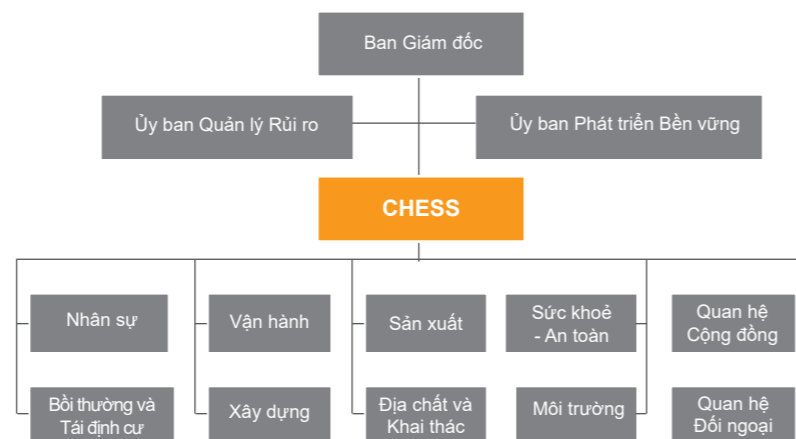 Ban Giám đốc
Ủy ban Quản lý Rủi ro
Ủy ban Phát triển Bền vững
CHESS
Nhân sự
Vận hành
Sản xuất
Sức khoẻ
- An toàn
Quan hệ
Cộng đồng
Bồi thường và
Tái định cư
Xây dựng
Địa chất và
Khai thác
Môi trường
Quan hệ
Đối ngoại